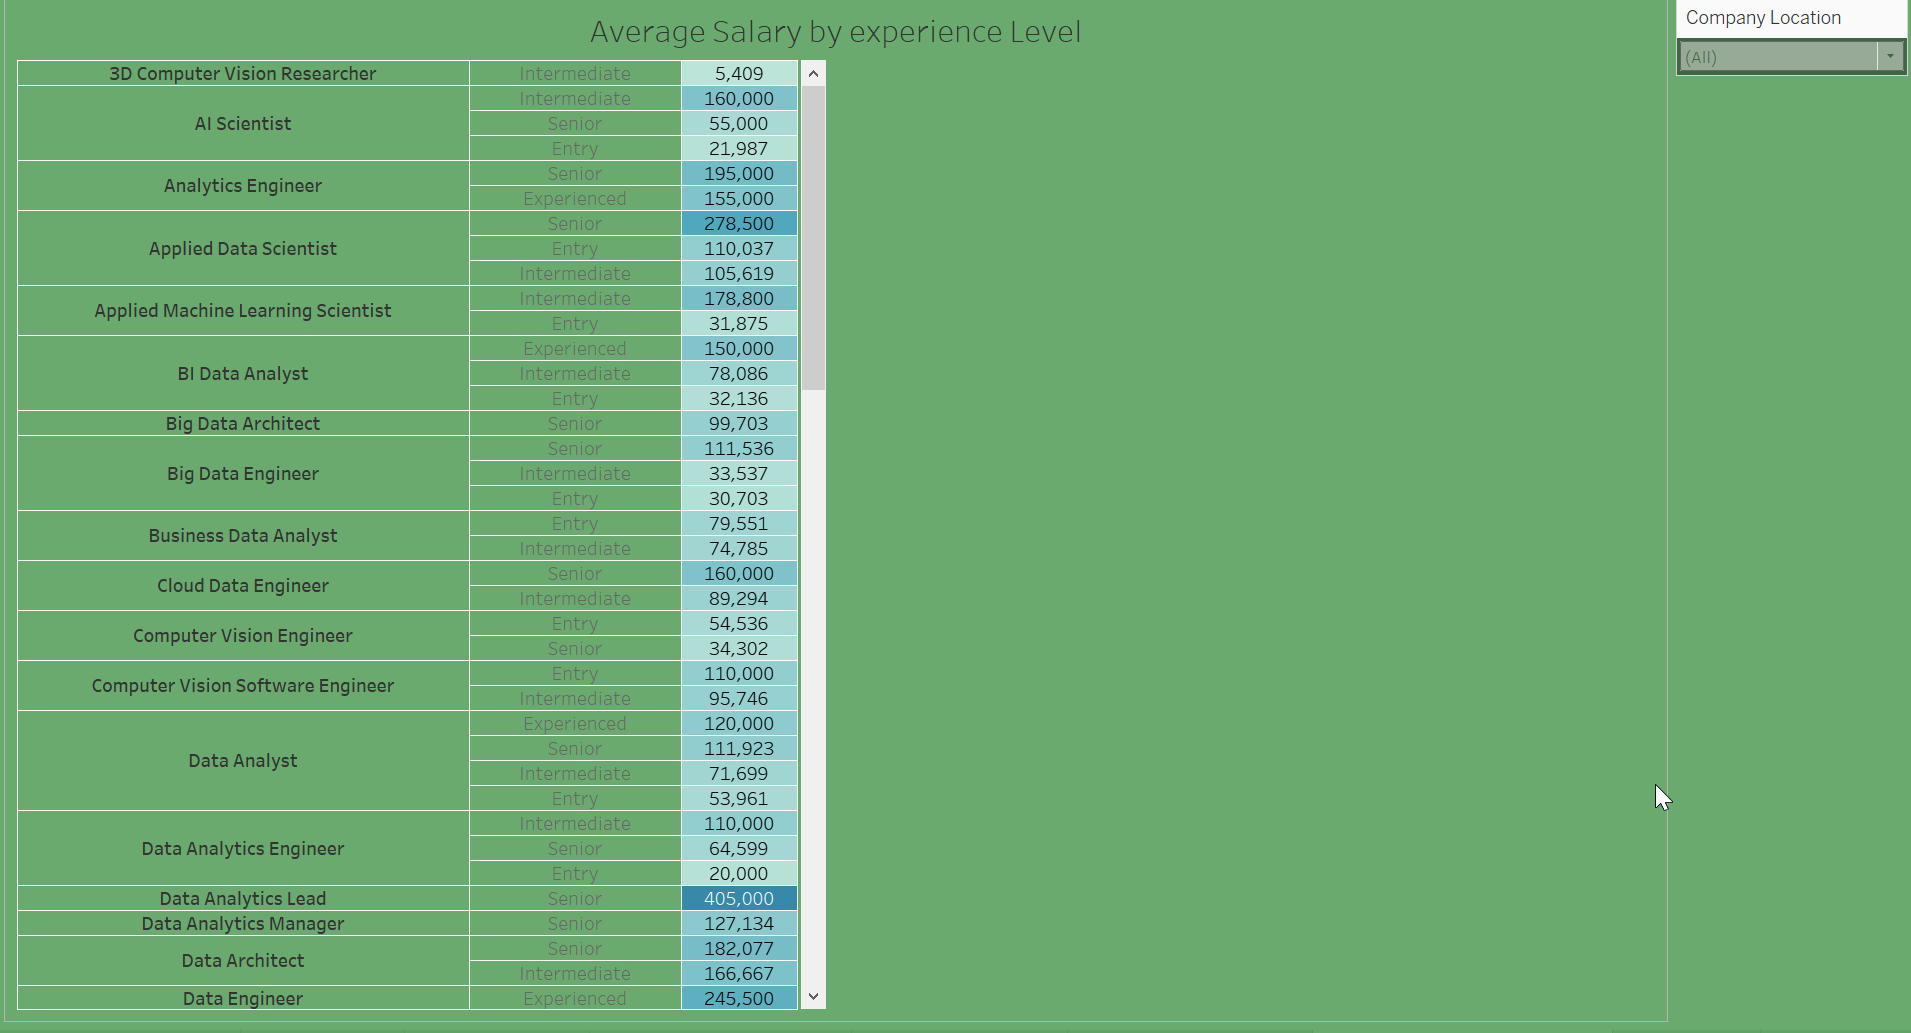 Average Salary by experience Level
Company Location
(All)
3D Computer Vision Researcher Intermediate 5,409
AI Scientist Intermediate 160,000
Senior 55,000
Entry 21,987
Analytics Engineer Senior 195,000
Experienced 155,000
Applied Data Scientist Senior 278,500
Entry 110,037
Intermediate 105,619
Applied Machine Learning Scientist Intermediate 178,800
Entry 31,875
BI Data Analyst Experienced 150,000
Intermediate 78,086
Entry 32,136
Big Data Architect Senior 99,703
Big Data Engineer Senior 111,536
Intermediate 33,537
Entry 30,703
Business Data Analyst Entry 79,551
Intermediate 74,785
Cloud Data Engineer Senior 160,000
Intermediate 89,294
Computer Vision Engineer Entry 54,536
Senior 34,302
Computer Vision Software Engineer Entry 110,000
Intermediate 95,746
Data Analyst Experienced 120,000
Senior 111,923
Intermediate 71,699
Entry 53,961
Data Analytics Engineer Intermediate 110,000
Senior 64,599
Entry 20,000
Data Analytics Lead Senior 405,000
Data Analytics Manager Senior 127,134
Data Architect Senior 182,077
Intermediate 166,667
Data Engineer Experienced 245,500